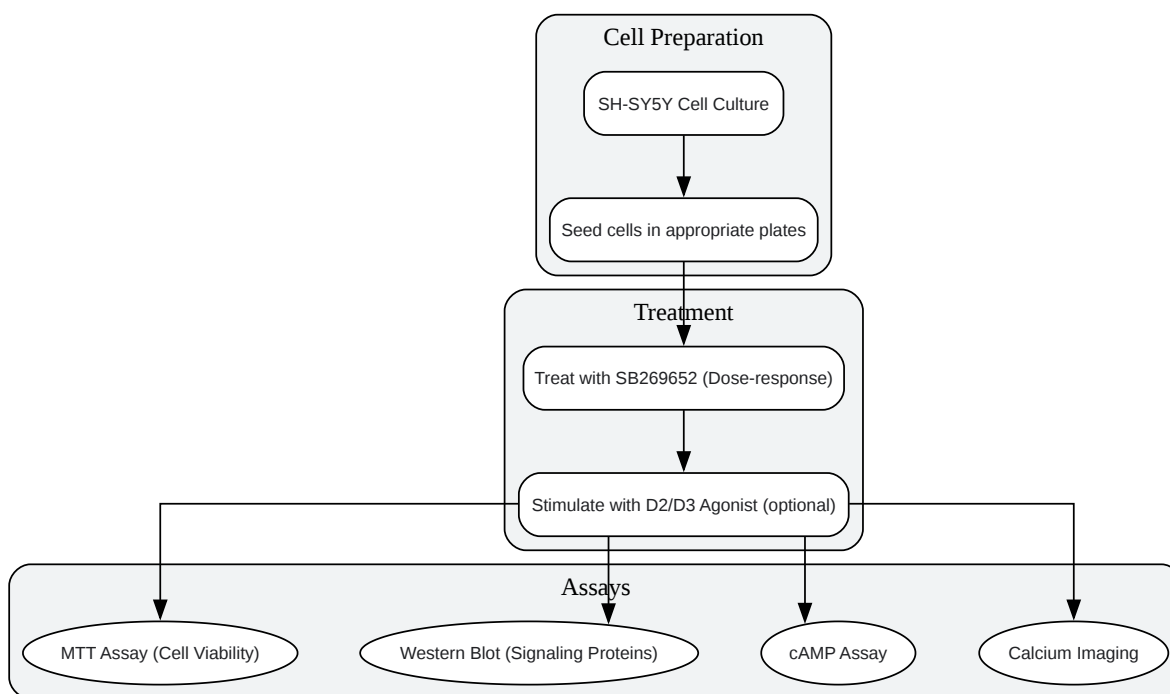 Cell Preparation
SH-SY5Y Cell Culture
Seed cells in appropriate plates
Treatment
Treat with SB269652 (Dose-response)
Stimulate with D2/D3 Agonist (optional)
Assays
MTT Assay (Cell Viability)
Western Blot (Signaling Proteins)
cAMP Assay
Calcium Imaging